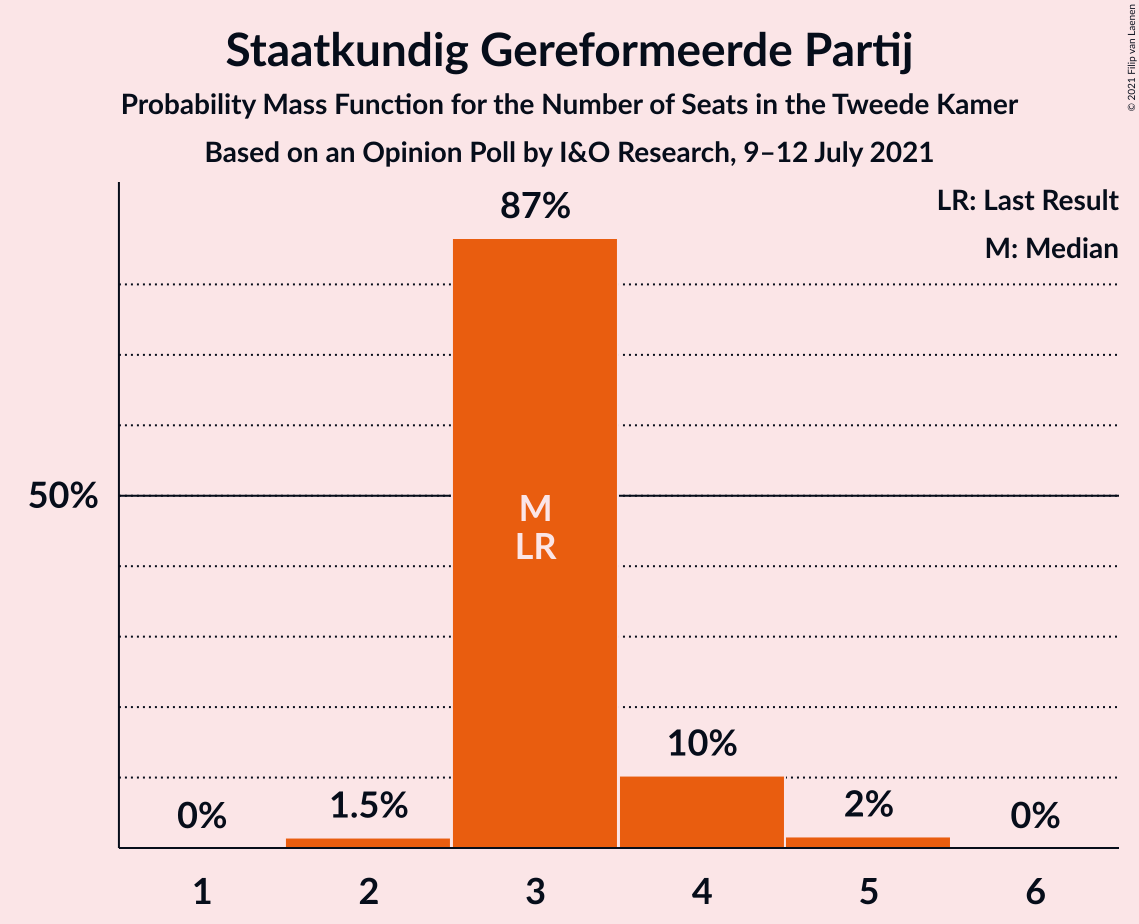 Staatkundig Gereformeerde Partij
Probability Mass Function for the Number of Seats in the Tweede Kamer
Based on an Opinion Poll by I&O Research, 9–12 July 2021
© 2021 Filip van Laenen
LR: Last Result
M: Median
87%
50%
M
LR
10%
0%
1.5%
2%
0%
1
2
3
4
5
6